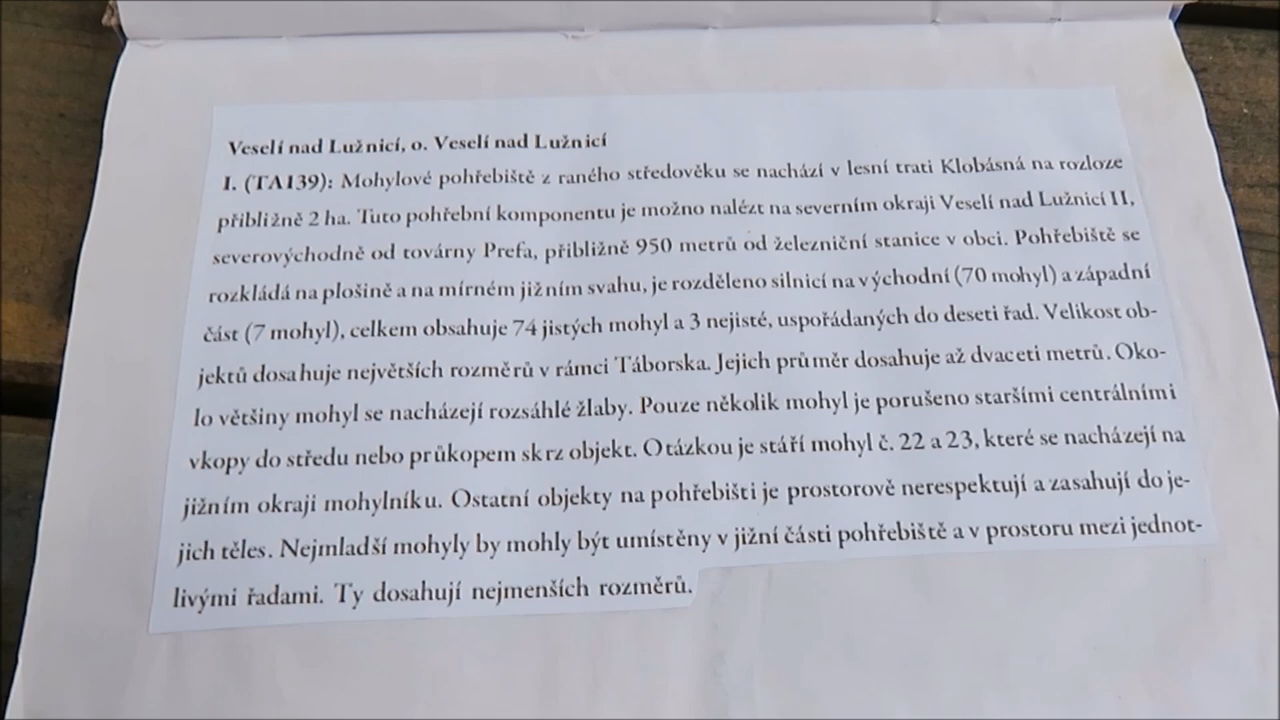 Veselí nad Lužnicí, o. Veselí nad Lužnicí
I. (TA139): Mohylové pohřebiště z raného středověku se nachází v lesní trati Klobásná na rozloze
přibližně 2 ha. Tuto pohřební komponentu je možno nalézt na severním okraji Veselí nad Lužnicí II,
severovýchodně od továrny Prefa, přibližně 950 metrů od železniční stanice v obci. Pohřebiště se
rozkládá na plošině a na mírném jižním svahu, je rozděleno silnicí na východní (70 mohyl) a západní
část (7 mohyl), celkem obsahuje 74 jistých mohyl a 3 nejisté, uspořádaných do deseti řad. Velikost ob-
jektů dosahuje největších rozměrů v rámci Táborska. Jejich průměr dosahuje až dvaceti metrů. Oko-
lo většiny mohyl se nacházejí rozsáhlé žlaby. Pouze několik mohyl je porušeno staršími centrálními
vkopy do středu nebo průkopem skrz objekt. Otázkou je stáří mohyl č. 22 a 23, které se nacházejí na
jižním okraji mohylníku. Ostatní objekty na pohřebišti je prostorově nerespektují a zasahují do je-
jich těles. Nejmladší mohyly by mohly být umístěny v jižní části pohřebiště a v prostoru mezi jednot-
livými řadami. Ty dosahují nejmenších rozměrů.